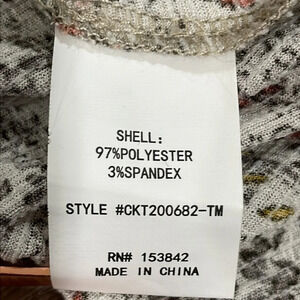 SHELL:
97%POLYESTER
3%SPANDEX
STYLE #CKT200682-TM
RN# 153842
MADE IN CHINA